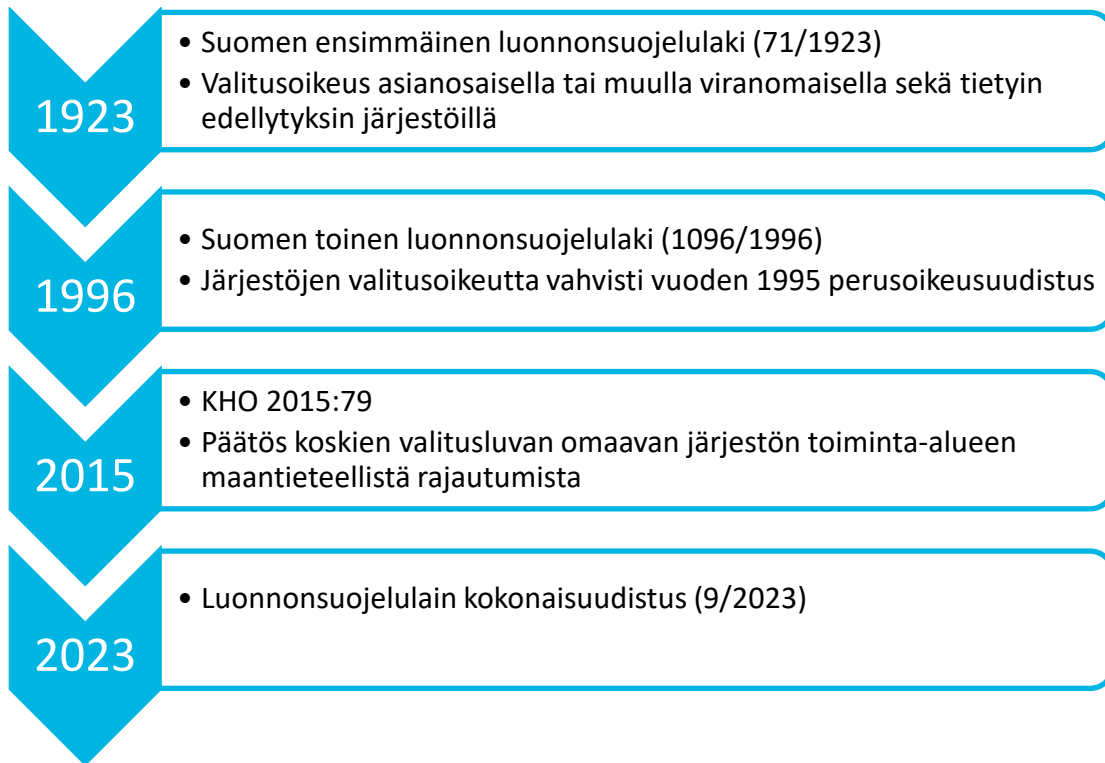 1923
• Suomen ensimmäinen luonnonsuojelulaki (71/1923)
• Valitusoikeus asianosaisella tai muulla viranomaisella sekä tietyin
edellytyksin järjestöillä
1996
• Suomen toinen luonnonsuojelulaki (1096/1996)
• Järjestöjen valitusoikeutta vahvisti vuoden 1995 perusoikeusuudistus
2015
• KHO 2015:79
• Päätös koskien valitusluvan omaavan järjestön toiminta-alueen
maantieteellistä rajautumista
2023
• Luonnonsuojelulain kokonaisuudistus (9/2023)